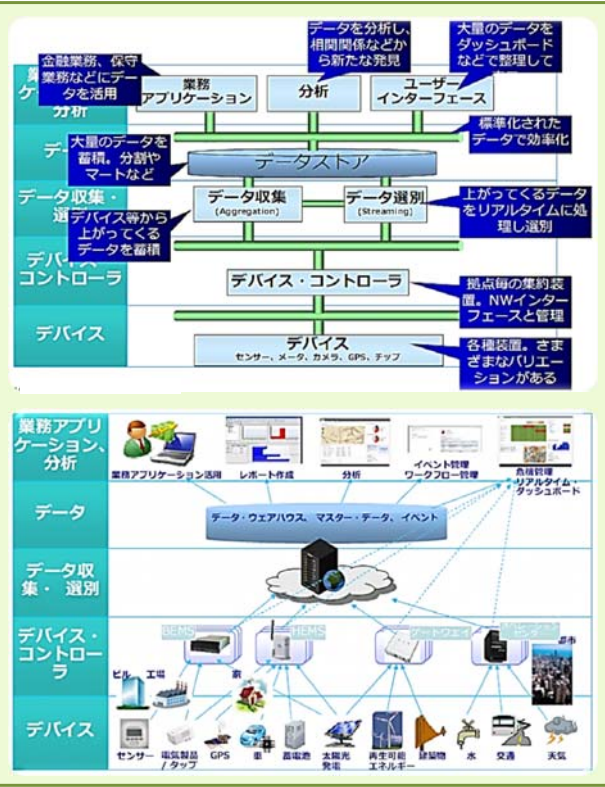 金融業務、保守
業務などにデー
タを活用
データを分析し、
相関関係などか
ら新たな発見
大量のデータを
ダッシュボード
などで整理して
分析
業務
アプリケーション
分析
ユーザー
インターフェース
標準化された
データで効率化
大量のデータを
蓄積。分割や
マートなど
データストア
データ収集・
データ収集
(Aggregation)
データ選別
(Streaming)
上がってくるデータ
をリアルタイムに処
理し選別
デバイス等から
上がってくる
データを蓄積
デバイス・
コントローラ
デバイス・コントローラ
拠点毎の集約装
置。NWインター
フェースと管理
デバイス
デバイス
センサー、メータ、カメラ、GPS、チップ
各種装置。さま
ざまなバリエー
ションがある
業務アプリ
ケーション、
分析
業務アプリケーション活用
レポート作成
分析
イベント管理
ワークフロー管理
危機管理
リアルタイム・
ダッシュボード
データ
データ・ウェアハウス、マスター・データ、イベント
データ収
集・ 選別
デバイス・
コントロー
ラ
BEMS
HEMS
ゲートウェイ
都市
ビル
工場
家
デバイス
センサー
電気製品
/ タップ
GPS
車
蓄電池
太陽光
発電
再生可能
エネルギー
建築物
水
交通
天気